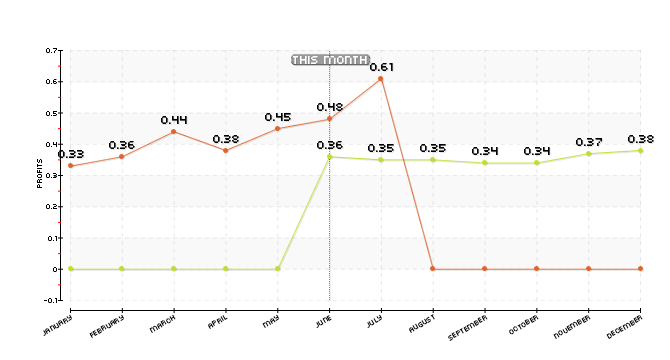 THIS MONTH
0.7
0.6
0.5
0.4
0.3
0.2
0.1
0
-0.1
PROFITS
0.33
0.36
0.44
0.38
0.45
0.48
0.61
0.36
0.35
0.35
0.34
0.34
0.37
0.38
JANUARY
FEBRUARY
MARCH
APRIL
MAY
JUNE
JULY
AUGUST
SEPTEMBER
OCTOBER
NOVEMBER
DECEMBER